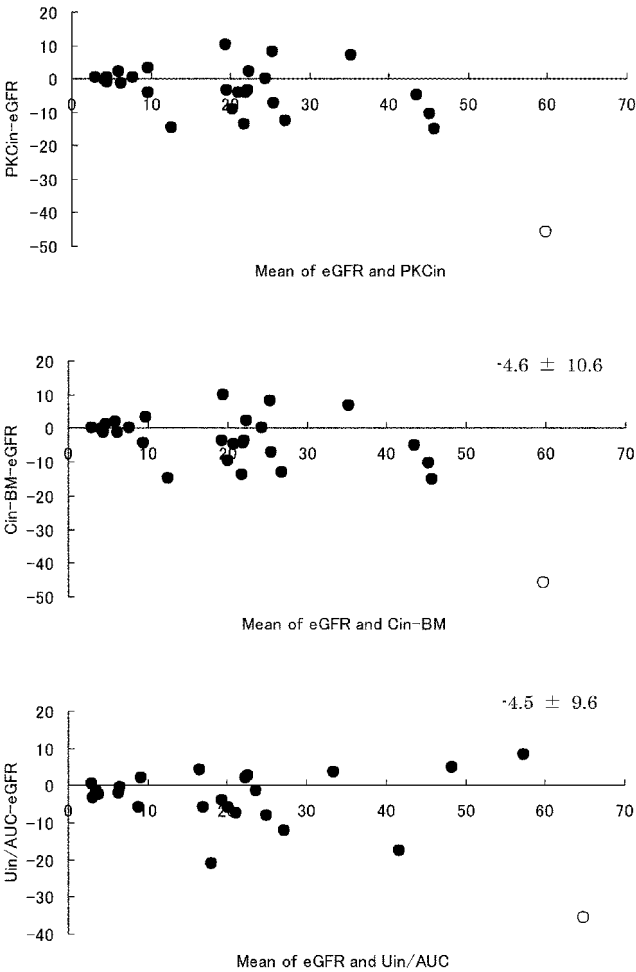 20
10
0
-10
-20
-30
-40
-50
0 10 20 30 40 50 60 70
PKCin-eGFR
Mean of eGFR and PKCin
-4.6 ± 10.6
20
10
0
-10
-20
-30
-40
-50
0 10 20 30 40 50 60 70
Cin-BM-eGFR
Mean of eGFR and Cin-BM
-4.5 ± 9.6
20
10
0
-10
-20
-30
-40
0 10 20 30 40 50 60 70
Uin/AUC-eGFR
Mean of eGFR and Uin/AUC